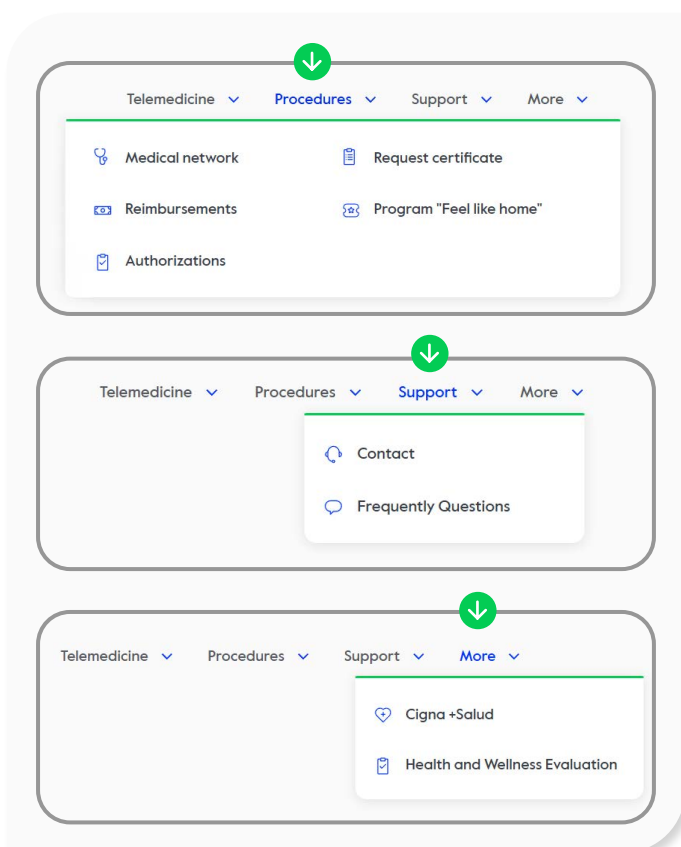 Telemedicine Procedures Support More
Medical network Request certificate
Reimbursements Program "Feel like home"
Authorizations
Telemedicine Procedures Support More
Contact
Frequently Questions
Telemedicine Procedures Support More
Cigna +Salud
Health and Wellness Evaluation